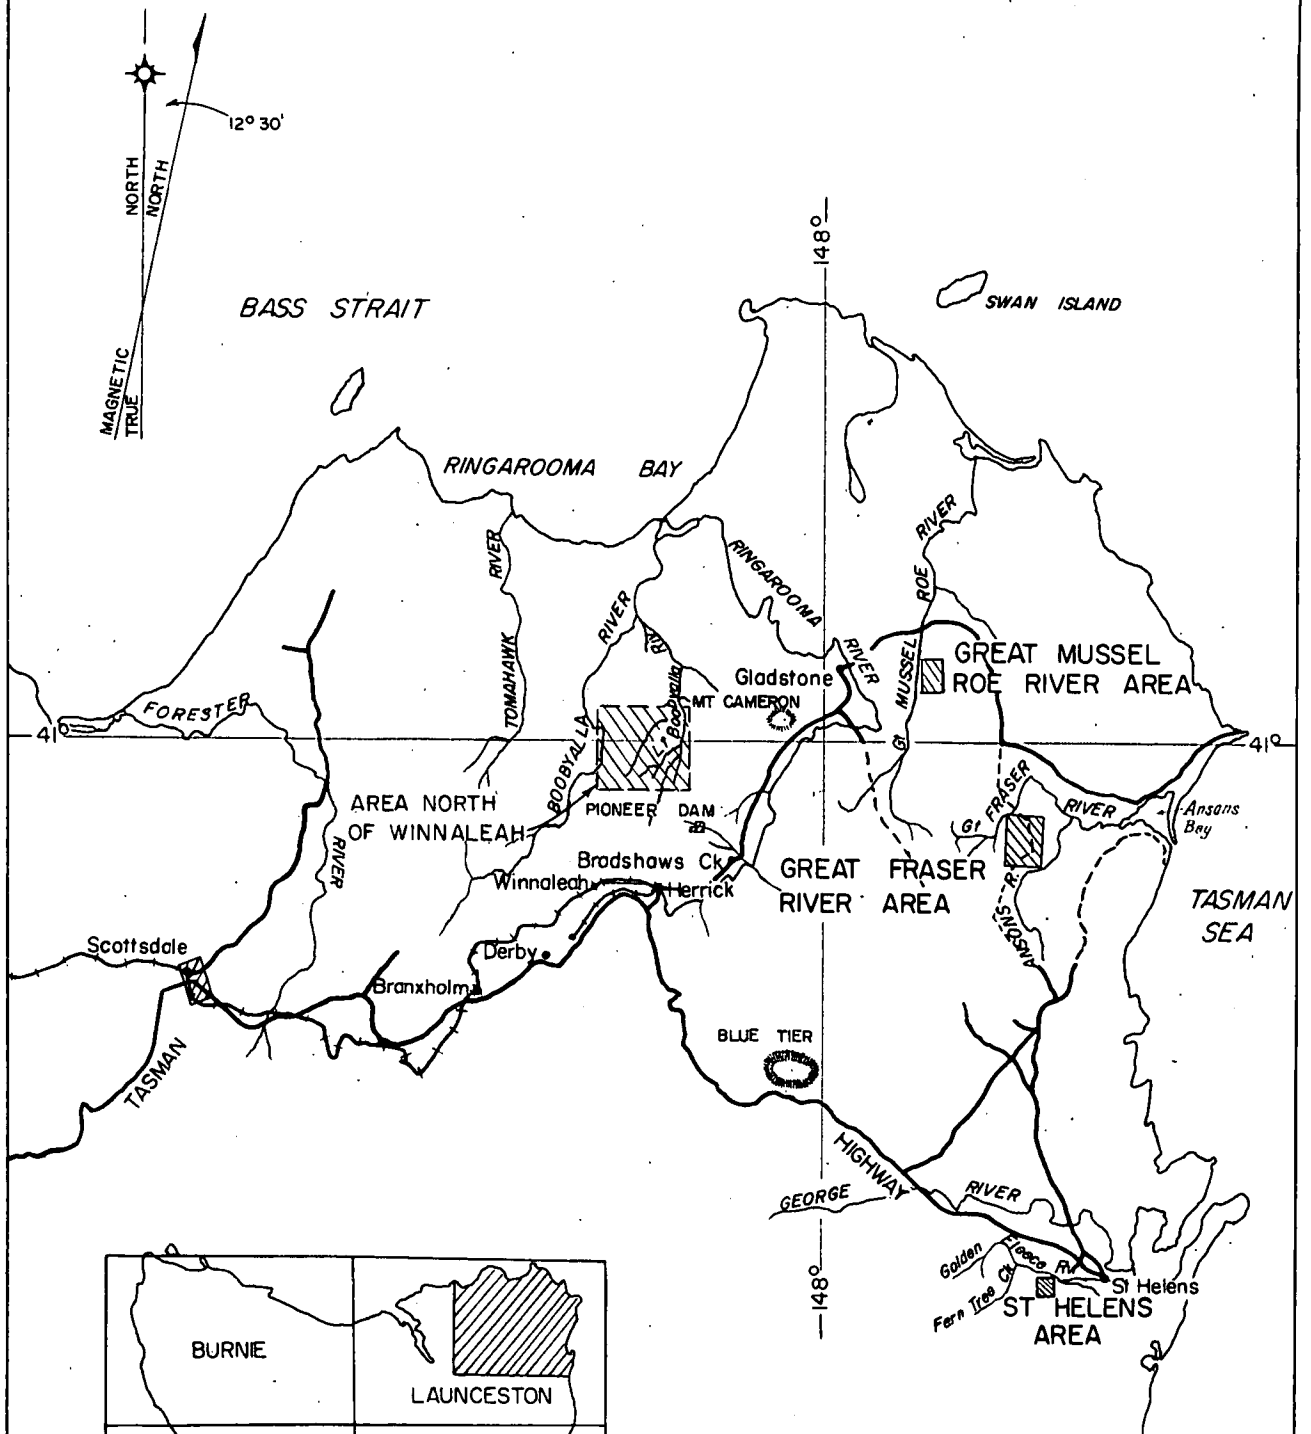 12° 30'
NORTH
NORTH
MAGNETIC
TRUE
148°
BASS STRAIT
SWAN ISLAND
RINGAROOMA BAY
RIVER
RIVER
RINGAROOMA
ROE
RIVER
RIV
RIVER
TOMAHAWK
MUSSEL
GREAT MUSSEL
ROE RIVER AREA
Gladstone
MT CAMERON
FORESTER
41
41°
Gt
BOOBYALLA
Lr Boobyalla
AREA NORTH
OF WINNALEAH
PIONEER DAM
Gt FRASER
RIVER
Ansons
Bay
RIVER
Bradshaws Ck
Winnaleah
Herrick
GREAT FRASER
RIVER AREA
ANSONS R.
TASMAN
SEA
Scottsdale
Derby
Branxholm
BLUE TIER
TASMAN
HIGHWAY
GEORGE
RIVER
Golden Fleece Rv
Fern Tree Ck
148°
St Helens
ST HELENS
AREA
BURNIE
LAUNCESTON